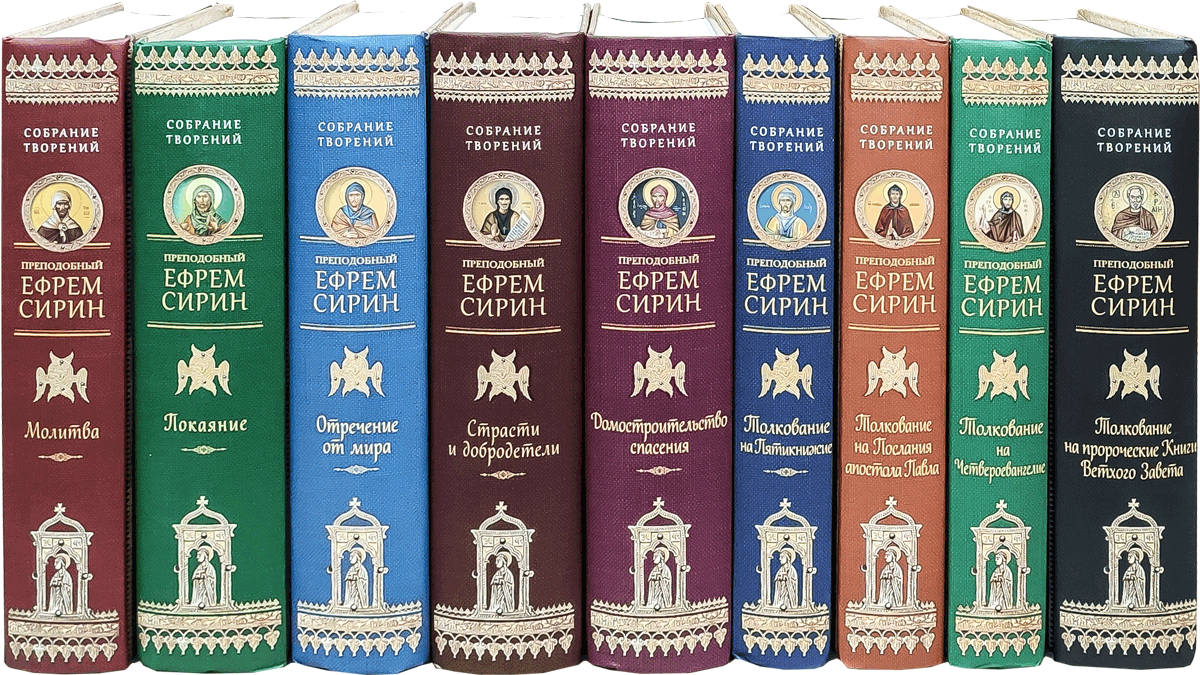 СОБРАНИЕ
ТВОРЕНИЙ
ПРЕПОДОБНЫЙ
ЕФРЕМ
СИРИН
Молитва
СОБРАНИЕ
ТВОРЕНИЙ
ПРЕПОДОБНЫЙ
ЕФРЕМ
СИРИН
Покаяние
СОБРАНИЕ
ТВОРЕНИЙ
ПРЕПОДОБНЫЙ
ЕФРЕМ
СИРИН
Отречение
от мира
СОБРАНИЕ
ТВОРЕНИЙ
ПРЕПОДОБНЫЙ
ЕФРЕМ
СИРИН
Страсти
и добродетели
СОБРАНИЕ
ТВОРЕНИЙ
ПРЕПОДОБНЫЙ
ЕФРЕМ
СИРИН
Домостроительство
спасения
СОБРАНИЕ
ТВОРЕНИЙ
ПРЕПОДОБНЫЙ
ЕФРЕМ
СИРИН
Толкование
на Пятикнижие
СОБРАНИЕ
ТВОРЕНИЙ
ПРЕПОДОБНЫЙ
ЕФРЕМ
СИРИН
Толкование
на Послания
апостола Павла
СОБРАНИЕ
ТВОРЕНИЙ
ПРЕПОДОБНЫЙ
ЕФРЕМ
СИРИН
Толкование
на
Четвероевангелие
СОБРАНИЕ
ТВОРЕНИЙ
ПРЕПОДОБНЫЙ
ЕФРЕМ
СИРИН
Толкование
на пророческие Книги
Ветхого Завета